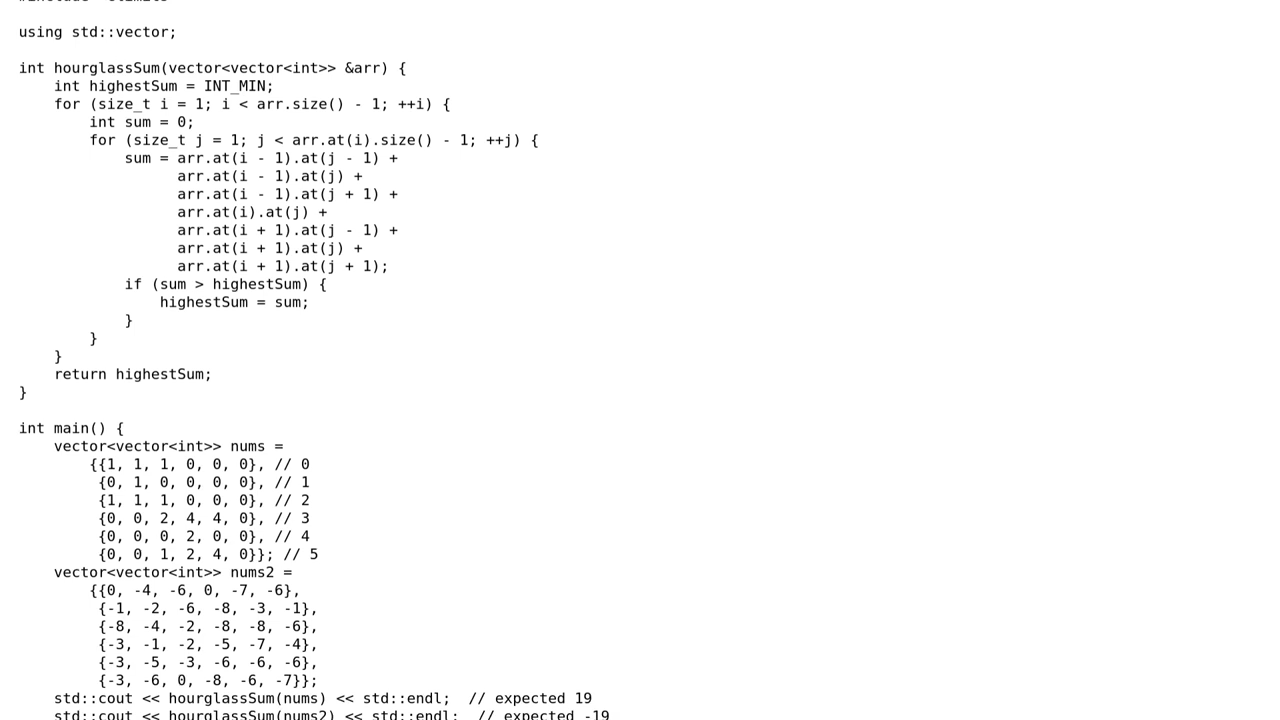 using std::vector;

int hourglassSum(vector<vector<int>> &arr) {
    int highestSum = INT_MIN;
    for (size_t i = 1; i < arr.size() - 1; ++i) {
        int sum = 0;
        for (size_t j = 1; j < arr.at(i).size() - 1; ++j) {
            sum = arr.at(i - 1).at(j - 1) +
                  arr.at(i - 1).at(j) +
                  arr.at(i - 1).at(j + 1) +
                  arr.at(i).at(j) +
                  arr.at(i + 1).at(j - 1) +
                  arr.at(i + 1).at(j) +
                  arr.at(i + 1).at(j + 1);
            if (sum > highestSum) {
                highestSum = sum;
            }
        }
    }
    return highestSum;
}

int main() {
    vector<vector<int>> nums =
        {{1, 1, 1, 0, 0, 0}, // 0
         {0, 1, 0, 0, 0, 0}, // 1
         {1, 1, 1, 0, 0, 0}, // 2
         {0, 0, 2, 4, 4, 0}, // 3
         {0, 0, 0, 2, 0, 0}, // 4
         {0, 0, 1, 2, 4, 0}}; // 5
    vector<vector<int>> nums2 =
        {{0, -4, -6, 0, -7, -6},
         {-1, -2, -6, -8, -3, -1},
         {-8, -4, -2, -8, -8, -6},
         {-3, -1, -2, -5, -7, -4},
         {-3, -5, -3, -6, -6, -6},
         {-3, -6, 0, -8, -6, -7}};
    std::cout << hourglassSum(nums) << std::endl;  // expected 19
    std::cout << hourglassSum(nums2) << std::endl;  // expected -19